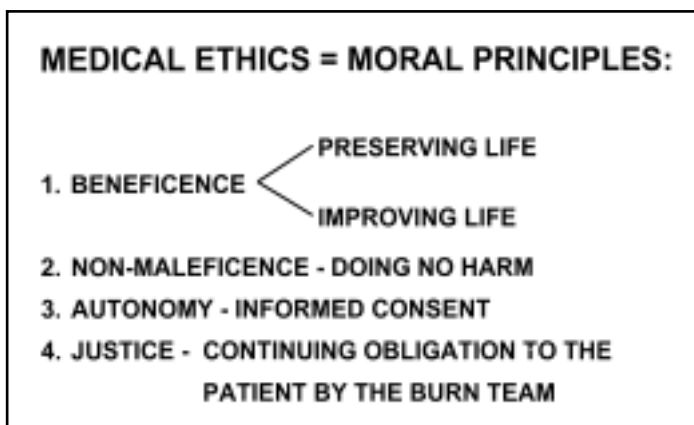 MEDICAL ETHICS = MORAL PRINCIPLES:
PRESERVING LIFE
1. BENEFICENCE
IMPROVING LIFE
2. NON-MALEFICENCE - DOING NO HARM
3. AUTONOMY - INFORMED CONSENT
4. JUSTICE - CONTINUING OBLIGATION TO THE
PATIENT BY THE BURN TEAM